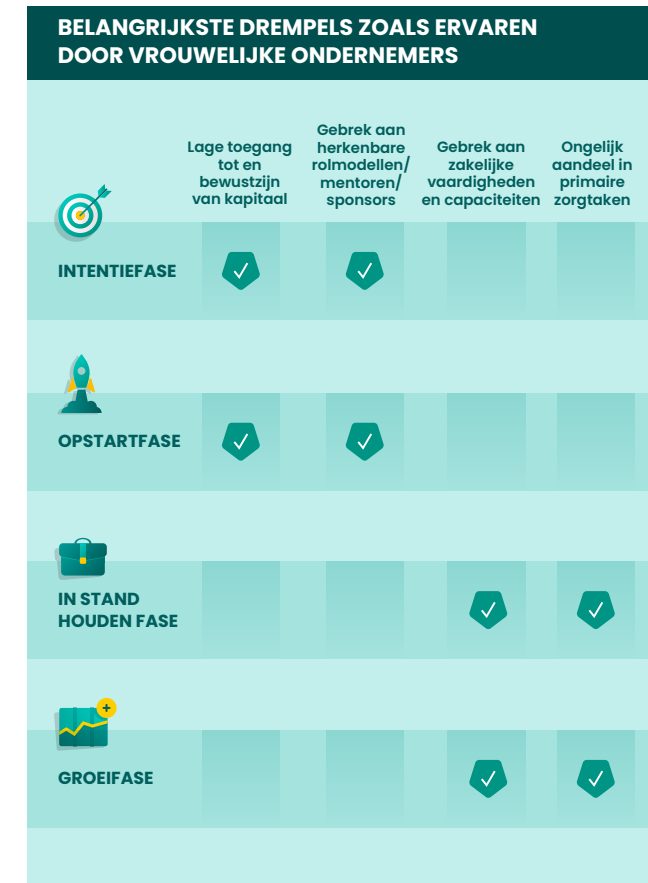 BELANGRIJKSTE DREMPELS ZOALS ERVAREN
DOOR VROUWELIJKE ONDERNEMERS
Lage toegang
tot en
bewustzijn
van kapitaal
Gebrek aan
herkenbare
rolmodellen/
mentoren/
sponsors
Gebrek aan
zakelijke
vaardigheden
en capaciteiten
Ongelijk
aandeel in
primaire
zorgtaken
INTENTIEFASE
OPSTARTFASE
IN STAND
HOUDEN FASE
GROEIFASE